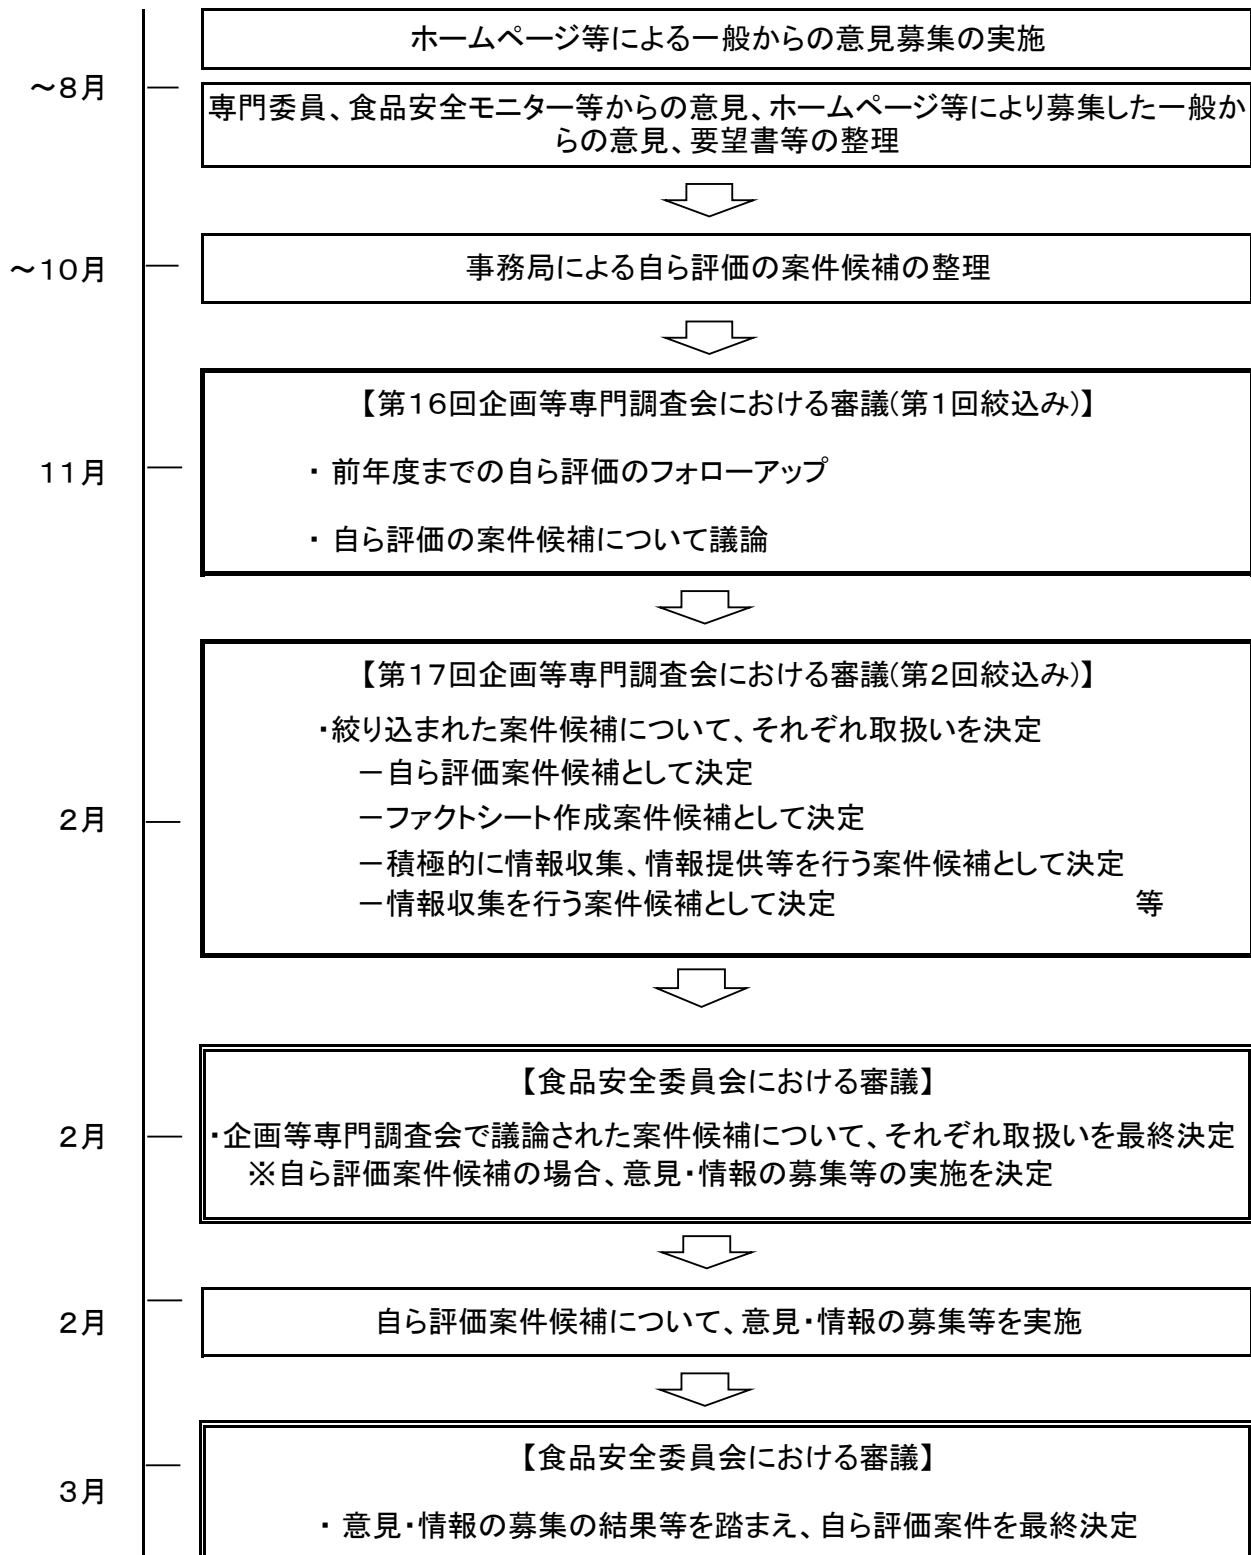 ホームページ等による一般からの意見募集の実施
～8月
専門委員、食品安全モニター等からの意見、ホームページ等により募集した一般か
らの意見、要望書等の整理
～10月
事務局による自ら評価の案件候補の整理
【第16回企画等専門調査会における審議(第1回絞込み)】
11月
・ 前年度までの自ら評価のフォローアップ
・ 自ら評価の案件候補について議論
【第17回企画等専門調査会における審議(第2回絞込み)】
・絞り込まれた案件候補について、それぞれ取扱いを決定
－自ら評価案件候補として決定
2月
－ファクトシート作成案件候補として決定
－積極的に情報収集、情報提供等を行う案件候補として決定
－情報収集を行う案件候補として決定 等
【食品安全委員会における審議】
2月
・企画等専門調査会で議論された案件候補について、それぞれ取扱いを最終決定
※自ら評価案件候補の場合、意見・情報の募集等の実施を決定
2月
自ら評価案件候補について、意見・情報の募集等を実施
【食品安全委員会における審議】
3月
・ 意見・情報の募集の結果等を踏まえ、自ら評価案件を最終決定